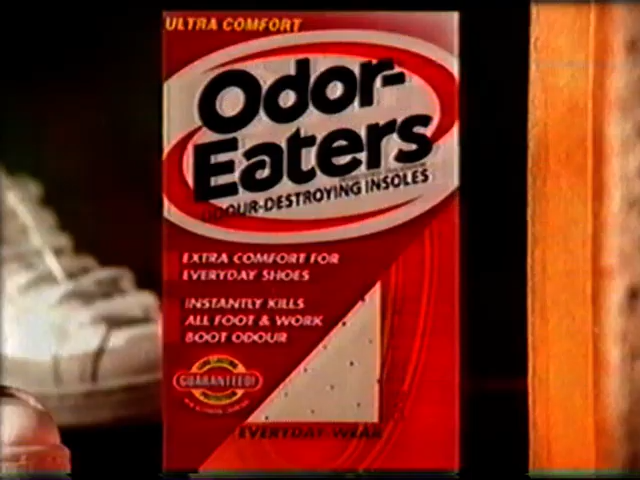 ULTRA COMFORT
Odor-
Eaters
ODOUR-DESTROYING INSOLES
EXTRA COMFORT FOR
EVERYDAY SHOES
INSTANTLY KILLS
ALL FOOT & WORK
BOOT ODOUR
GUARANTEED!
EVERYDAY WEAR